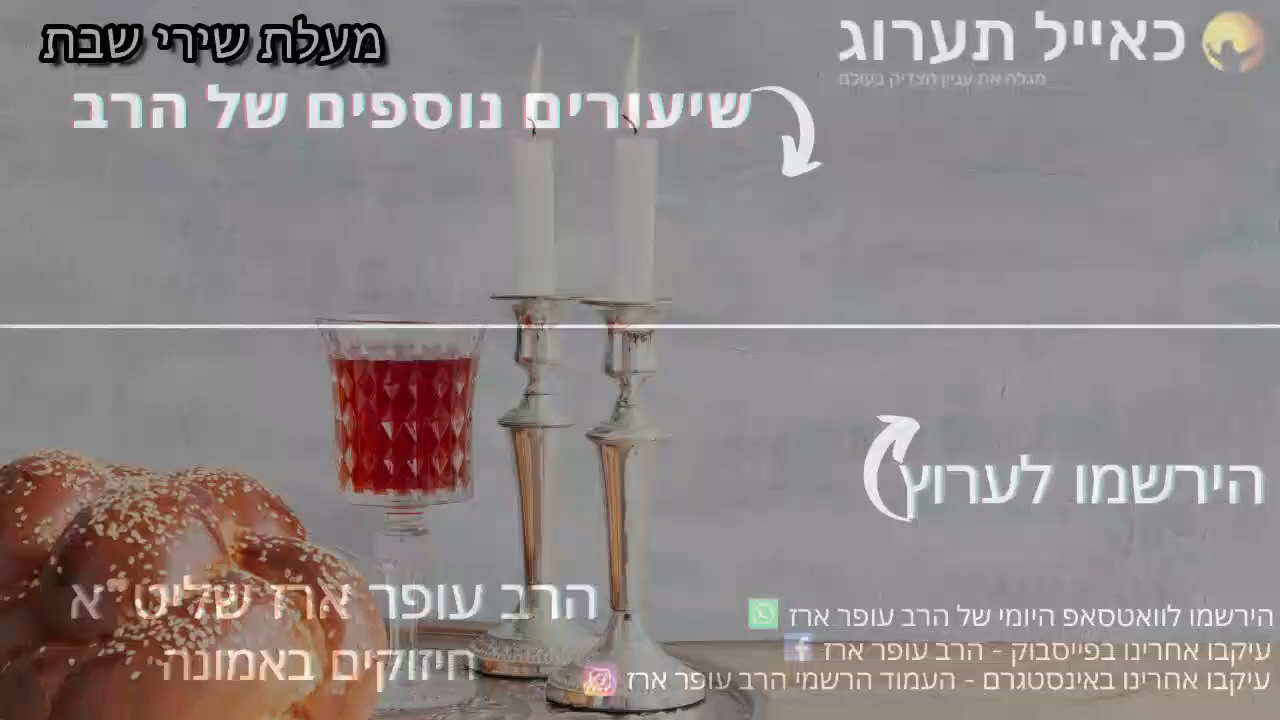 מעלת שירי שבת
כאייל תערוג
מגלה את עניין הצדיק בעולם
שיעורים נוספים של הרב
הירשמו לערוץ
הרב עופר ארז שליט"א
חיזוקים באמונה
הירשמו לוואטסאפ היומי של הרב עופר ארז
עיקבו אחרינו בפייסבוק - הרב עופר ארז
עיקבו אחרינו באינסטגרם - העמוד הרשמי הרב עופר ארז